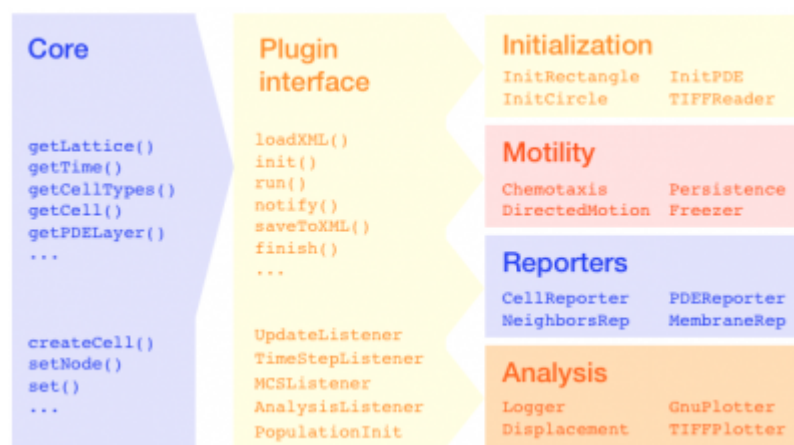 Core
getLattice()
getTime()
getCellTypes()
getCell()
getPDELayer()
...
createCell()
setNode()
set()
...
Plugin
interface
loadXML()
init()
run()
notify()
saveToXML()
finish()
...
UpdateListener
TimeStepListener
MCSListener
AnalysisListener
PopulationInit
Initialization
InitRectangle InitPDE
InitCircle TIFFReader
Motility
Chemotaxis Persistence
DirectedMotion Freezer
Reporters
CellReporter PDEReporter
NeighborsRep MembraneRep
Analysis
Logger GnuPlotter
Displacement TIFFPlotter